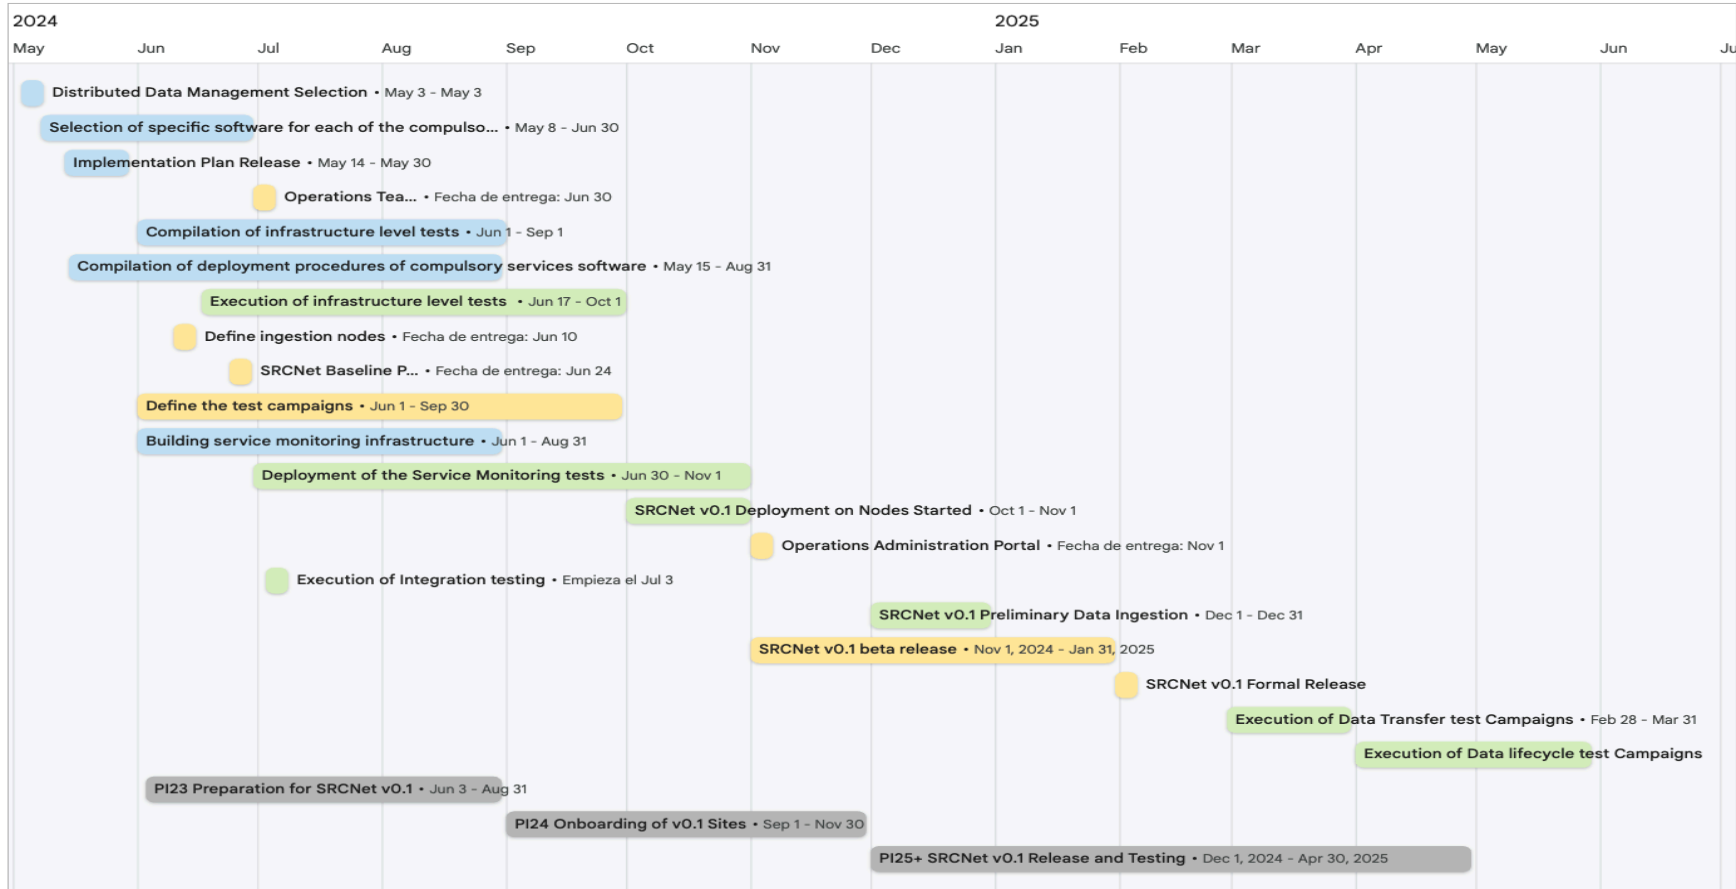 2024 2025
May Jun Jul Aug Sep Oct Nov Dec Jan Feb Mar Apr May Jun Ju
Distributed Data Management Selection • May 3 - May 3
Selection of specific software for each of the compulso... • May 8 - Jun 30
Implementation Plan Release • May 14 - May 30
Operations Tea... • Fecha de entrega: Jun 30
Compilation of infrastructure level tests • Jun 1 - Sep 1
Compilation of deployment procedures of compulsory services software • May 15 - Aug 31
Execution of infrastructure level tests • Jun 17 - Oct 1
Define ingestion nodes • Fecha de entrega: Jun 10
SRCNet Baseline P... • Fecha de entrega: Jun 24
Define the test campaigns • Jun 1 - Sep 30
Building service monitoring infrastructure • Jun 1 - Aug 31
Deployment of the Service Monitoring tests • Jun 30 - Nov 1
SRCNet v0.1 Deployment on Nodes Started • Oct 1 - Nov 1
Operations Administration Portal • Fecha de entrega: Nov 1
Execution of Integration testing • Empieza el Jul 3
SRCNet v0.1 Preliminary Data Ingestion • Dec 1 - Dec 31
SRCNet v0.1 beta release • Nov 1, 2024 - Jan 31, 2025
SRCNet v0.1 Formal Release
Execution of Data Transfer test Campaigns • Feb 28 - Mar 31
Execution of Data lifecycle test Campaigns
PI23 Preparation for SRCNet v0.1 • Jun 3 - Aug 31
PI24 Onboarding of v0.1 Sites • Sep 1 - Nov 30
PI25+ SRCNet v0.1 Release and Testing • Dec 1, 2024 - Apr 30, 2025